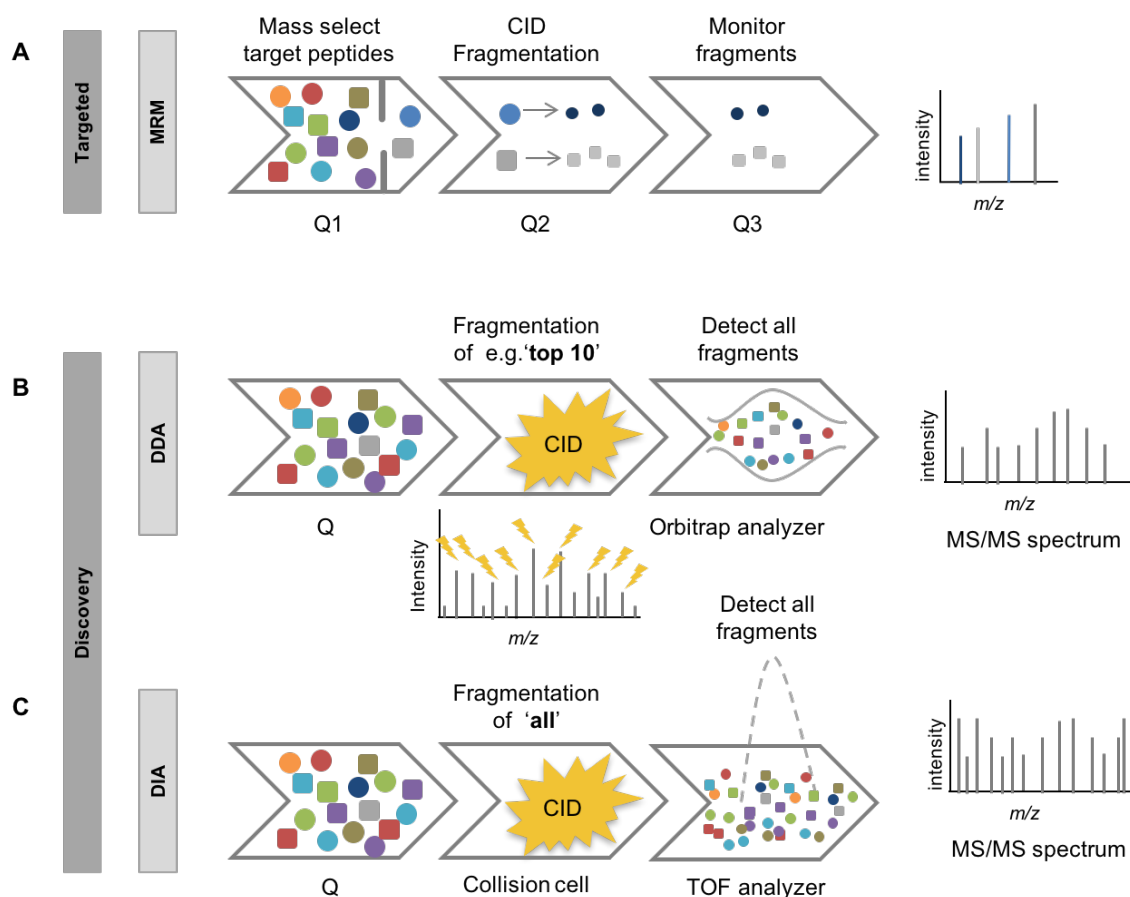 A
Targeted
MRM
Mass select
target peptides
CID
Fragmentation
Monitor
fragments
Q1
Q2
Q3
intensity
m/z
Discovery
B
DDA
Fragmentation
of e.g.‘top 10’
Detect all
fragments
CID
Q
Orbitrap analyzer
intensity
m/z
MS/MS spectrum
Intensity
m/z
Detect all
fragments
C
DIA
Fragmentation
of ‘all’
CID
Q
Collision cell
TOF analyzer
intensity
m/z
MS/MS spectrum